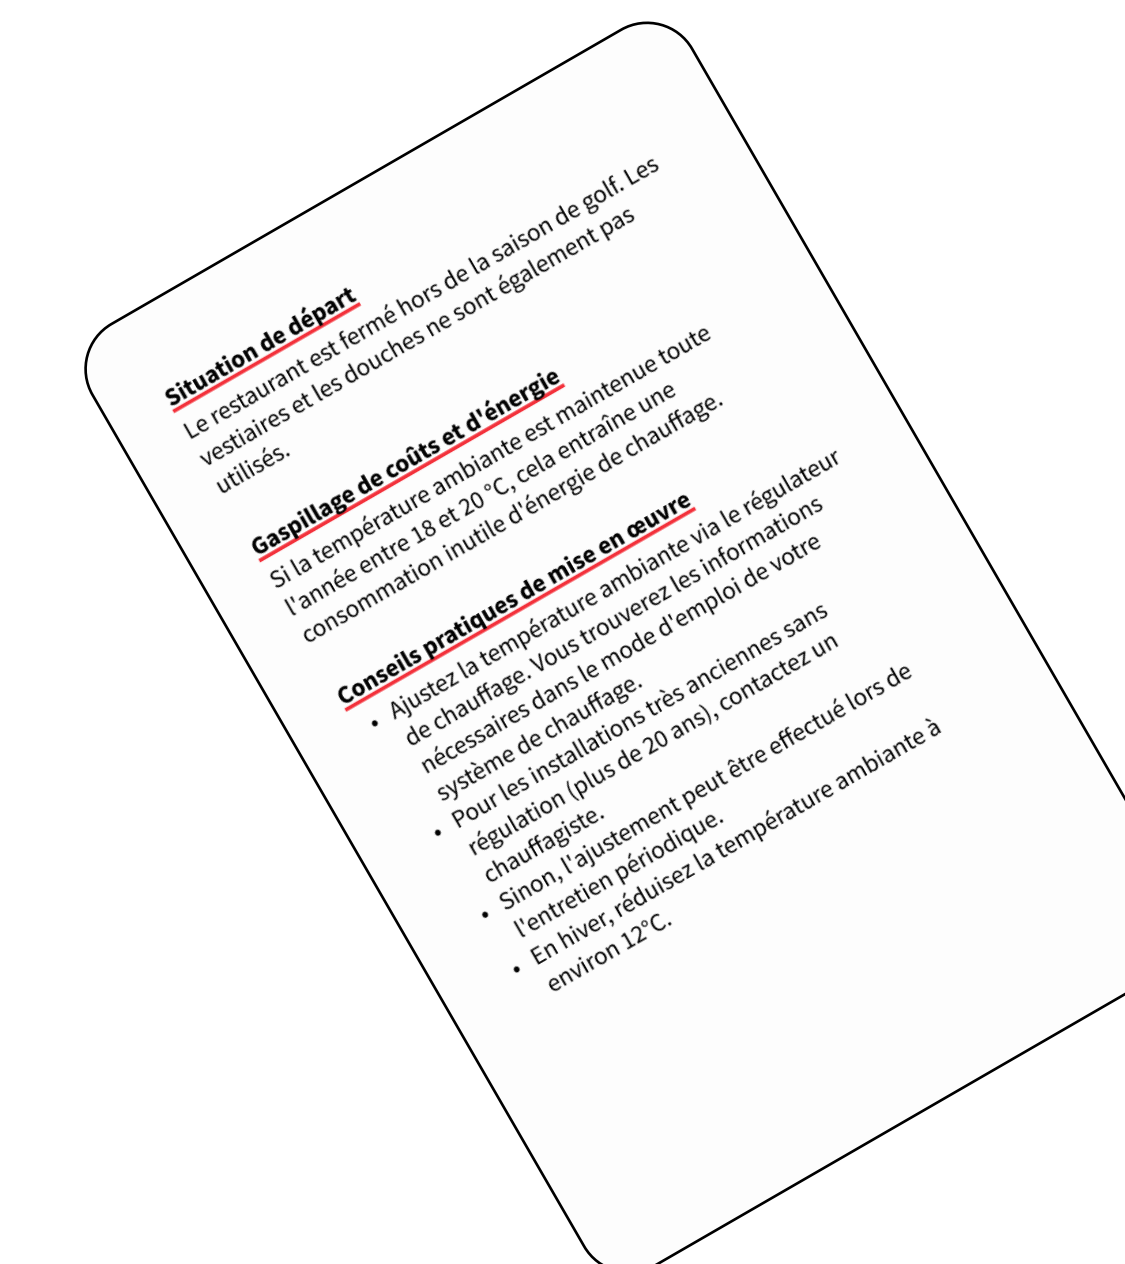 Situation de départ
Le restaurant est fermé hors de la saison de golf. Les
vestiaires et les douches ne sont également pas
utilisés.
Gaspillage de coûts et d'énergie
Si la température ambiante est maintenue toute
l'année entre 18 et 20 °C, cela entraîne une
consommation inutile d'énergie de chauffage.
Conseils pratiques de mise en œuvre
• Ajustez la température ambiante via le régulateur
de chauffage. Vous trouverez les informations
nécessaires dans le mode d'emploi de votre
système de chauffage.
• Pour les installations très anciennes sans
régulation (plus de 20 ans), contactez un
chauffagiste.
• Sinon, l'ajustement peut être effectué lors de
l'entretien périodique.
• En hiver, réduisez la température ambiante à
environ 12°C.